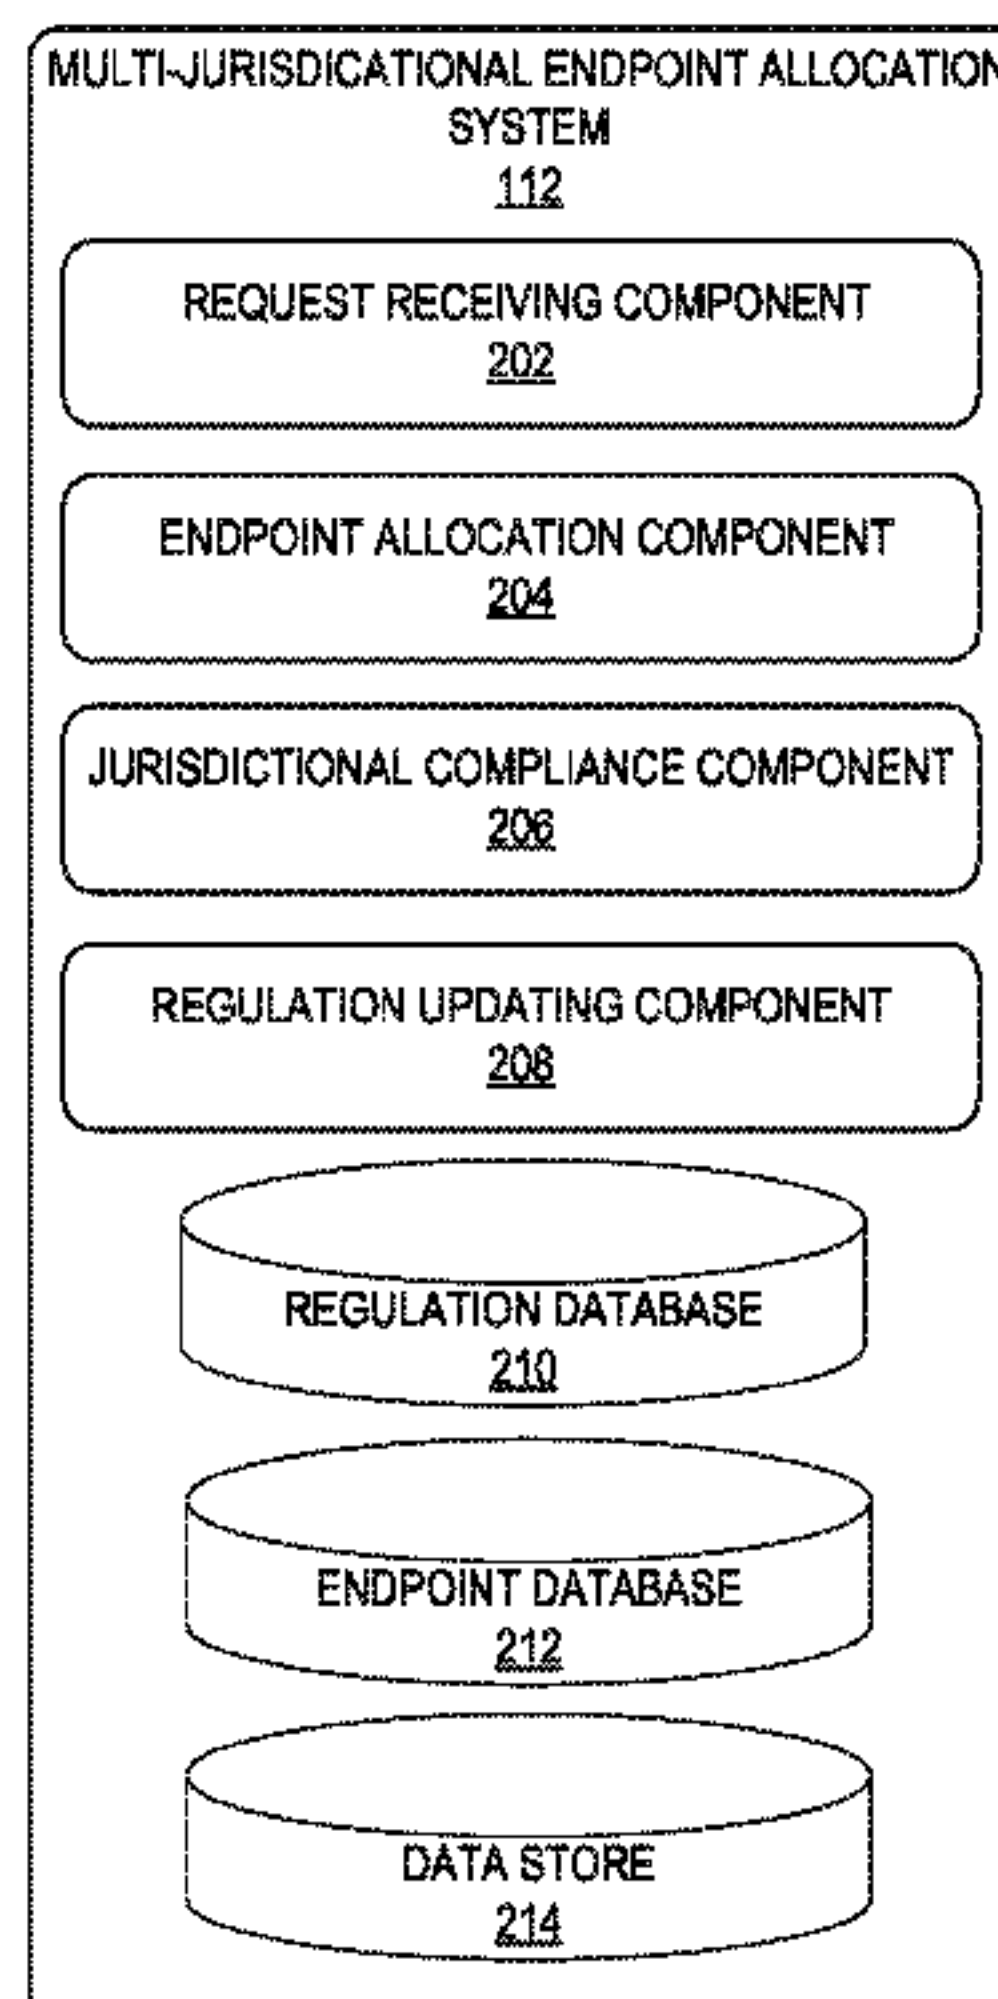 MULTI-JURISDICATIONAL ENDPOINT ALLOCATION
SYSTEM
112
REQUEST RECEIVING COMPONENT
202
ENDPOINT ALLOCATION COMPONENT
204
JURISDICTIONAL COMPLIANCE COMPONENT
206
REGULATION UPDATING COMPONENT
208
REGULATION DATABASE
210
ENDPOINT DATABASE
212
DATA STORE
214